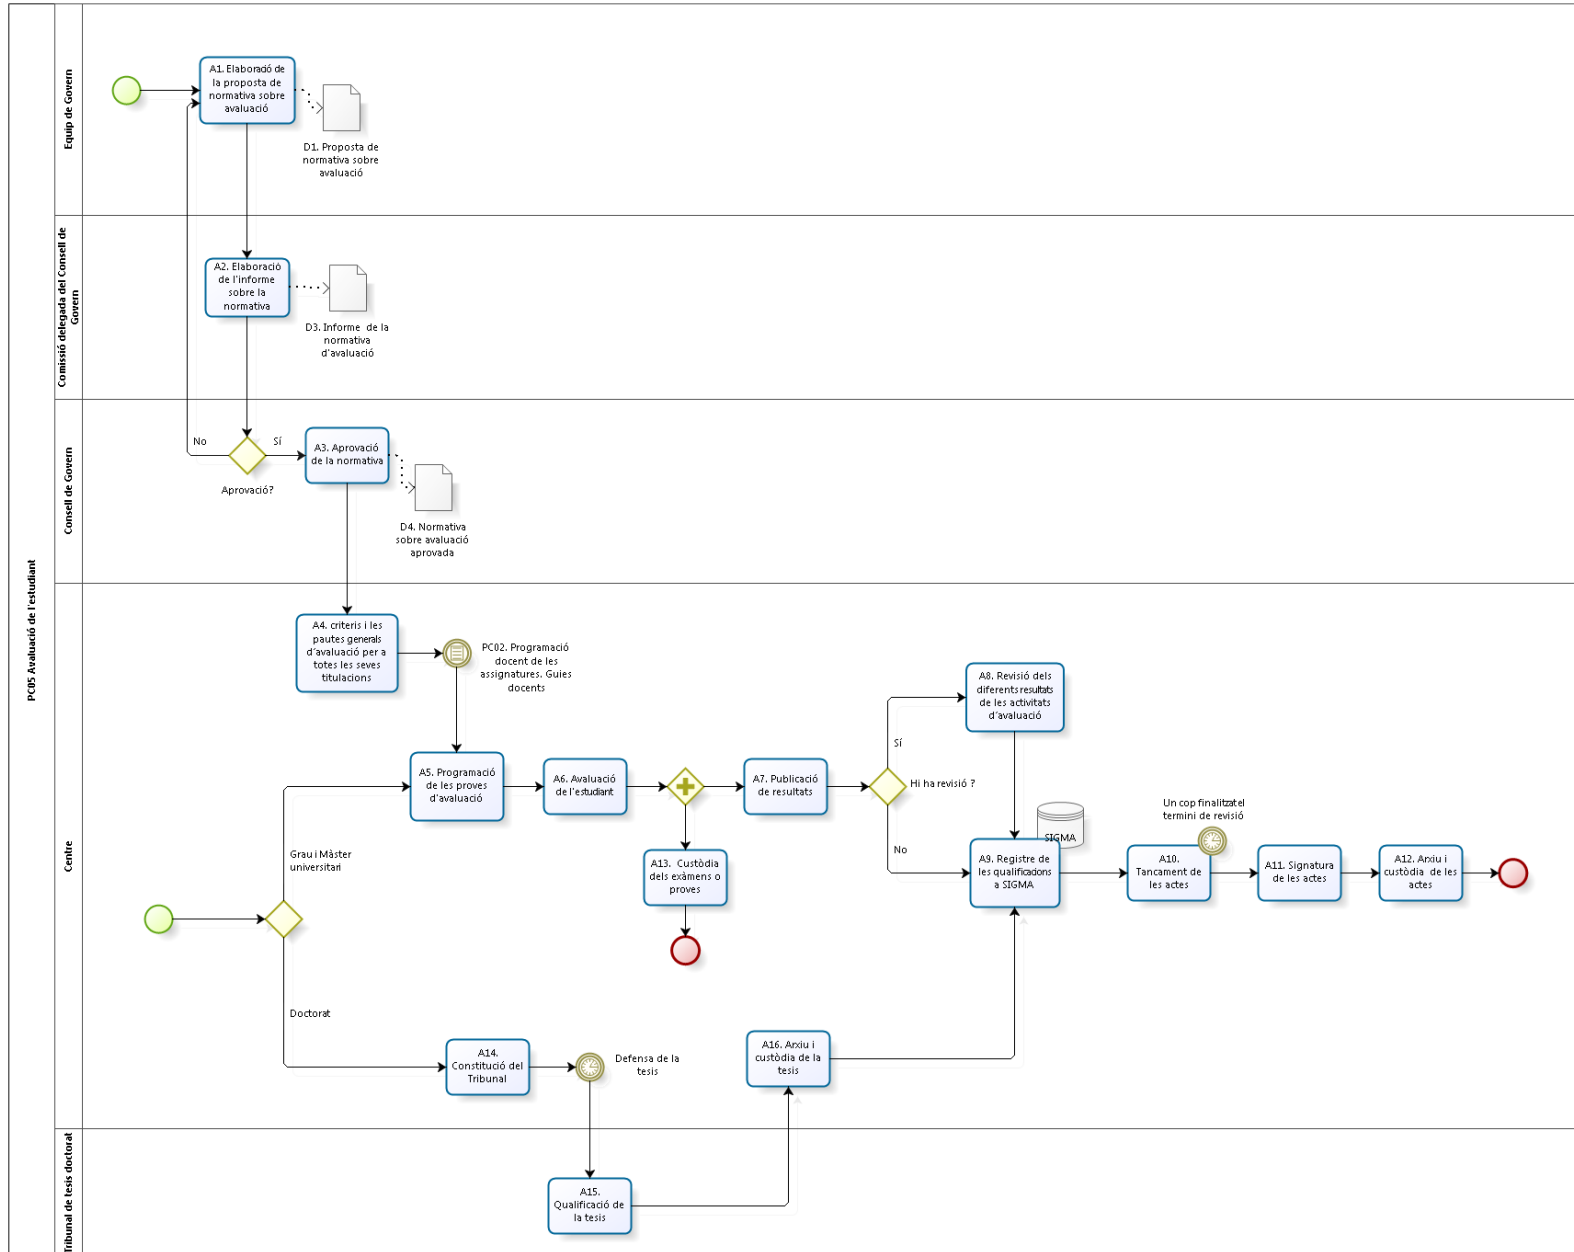 PC05 Avaluació de l'estudiant
Equip de Govern
A1. Elaboració de
la proposta de
normativa sobre
avaluació
D1. Proposta de
normativa sobre
avaluació
Comissió delegada del Consell de
Govern
A2. Elaboració
de l'informe
sobre la
normativa
D3. Informe de la
normativa
d'avaluació
Consell de Govern
No
Sí
Aprovació?
A3. Aprovació
de la normativa
D4. Normativa
sobre avaluació
aprovada
Centre
A4. criteris i les
pautes generals
d'avaluació per a
totes les seves
titulacions
PC02. Programació
docent de les
assignatures. Guies
docents
A5. Programació
de les proves
d'avaluació
A6. Avaluació
de l'estudiant
A7. Publicació
de resultats
Hi ha revisió ?
Sí
No
A8. Revisió dels
diferents resultats
de les activitats
d'avaluació
SIGMA
A9. Registre de
les qualificacions
a SIGMA
Un cop finalitzatel
termini de revisió
A10.
Tancament de
les actes
A11. Signatura
de les actes
A12. Arxiu i
custòdia de les
actes
A13. Custòdia
dels exàmens o
proves
Grau i Màster
universitari
Doctorat
A14.
Constitució del
Tribunal
Defensa de la
tesis
A16. Arxiu i
custòdia de la
tesis
Tribunal de tesis doctorat
A15.
Qualificació de
la tesis